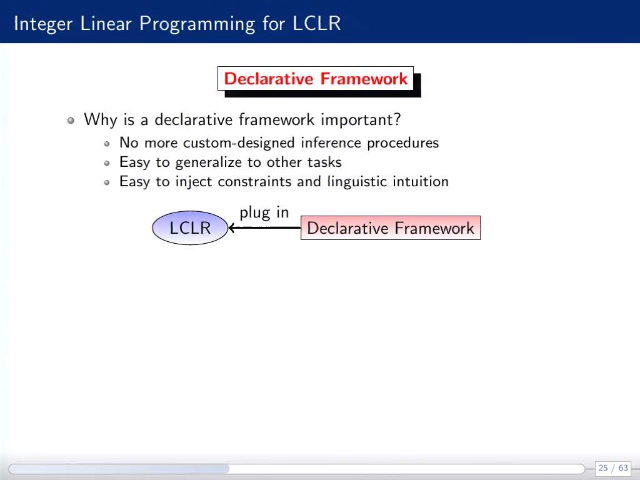 Integer Linear Programming for LCLR
Declarative Framework
Why is a declarative framework important?
No more custom-designed inference procedures
Easy to generalize to other tasks
Easy to inject constraints and linguistic intuition
plug in
LCLR
Declarative Framework
25 / 63